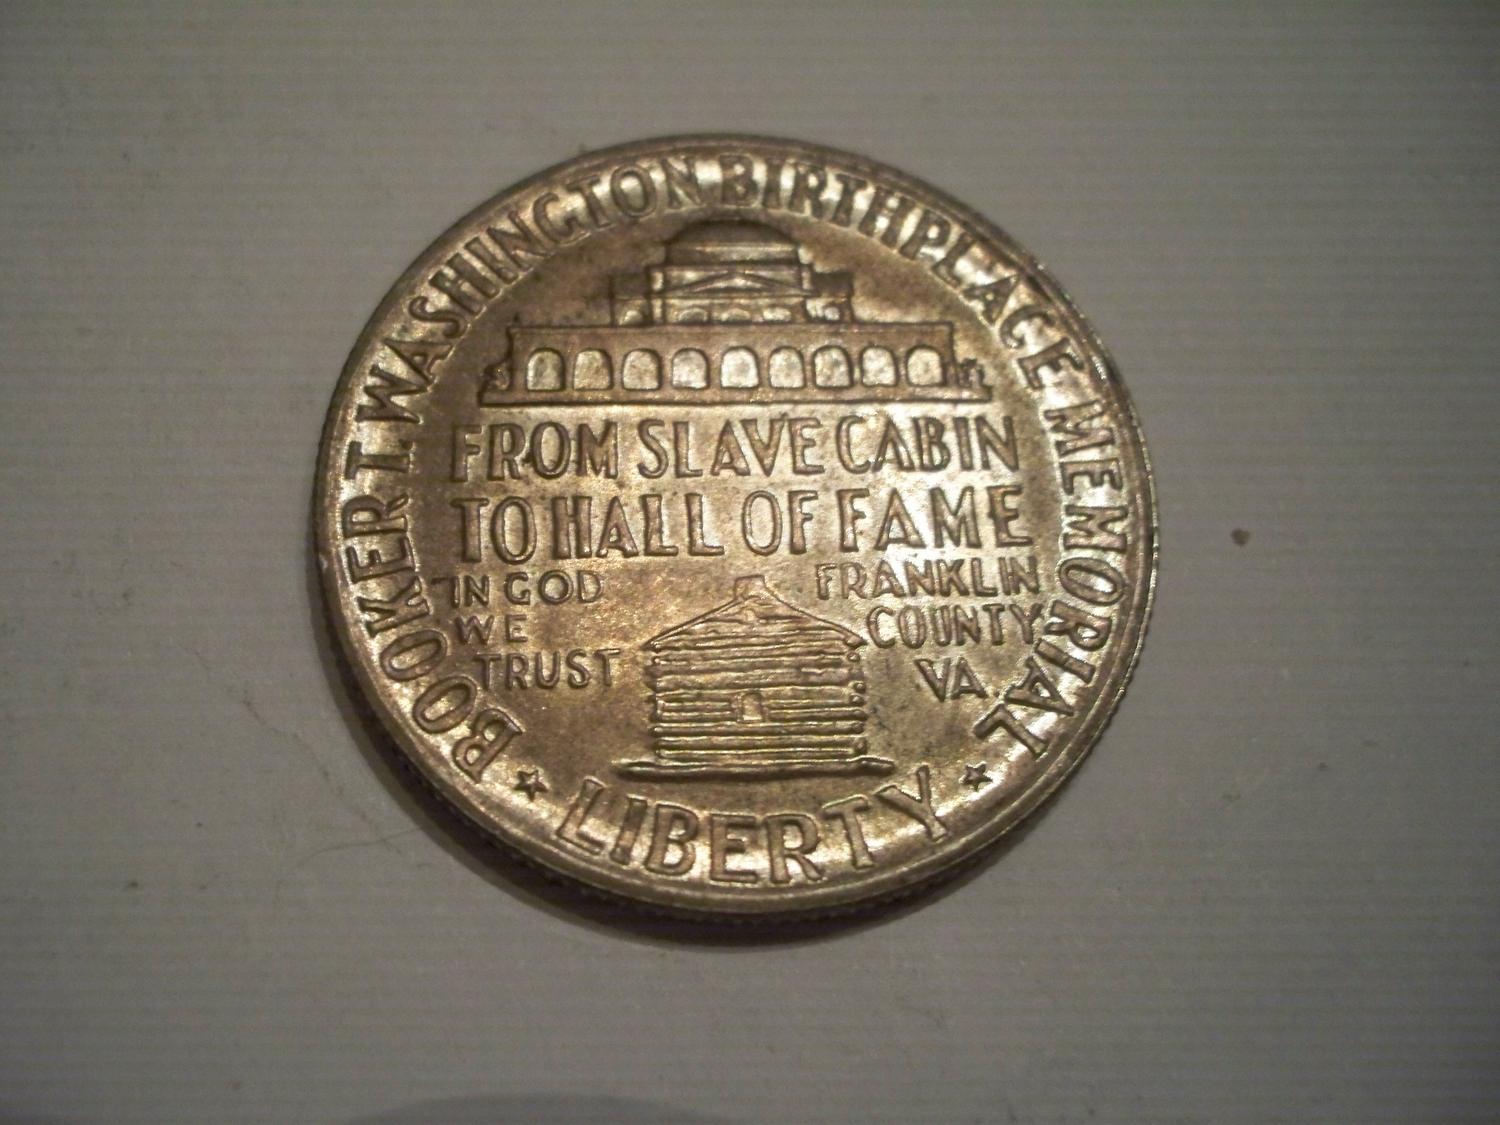 BOOKER T. WASHINGTON BIRTHPLACE MEMORIAL
FROM SLAVE CABIN
TO HALL OF FAME
IN GOD
WE
TRUST
FRANKLIN
COUNTY
VA
LIBERTY